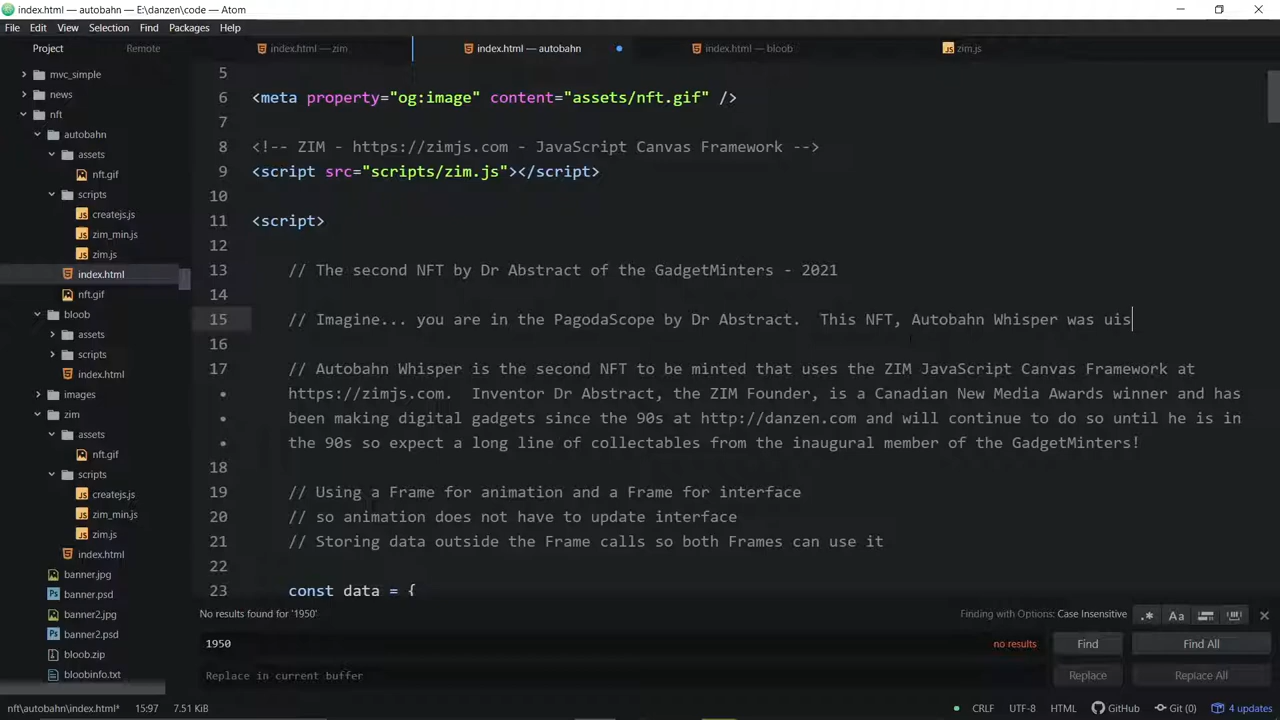 index.html — autobahn — E:\danzen\code — Atom
File Edit View Selection Find Packages Help
Project Remote
index.html — zim index.html — autobahn index.html — bloob zim.js
mvc_simple
news
nft
autobahn
assets
nft.gif
scripts
createjs.js
zim_min.js
zim.js
index.html
nft.gif
bloob
assets
scripts
index.html
images
zim
assets
nft.gif
scripts
createjs.js
zim_min.js
zim.js
index.html
banner.jpg
banner.psd
banner2.jpg
banner2.psd
bloob.zip
bloobinfo.txt
5
6 <meta property="og:image" content="assets/nft.gif" />
7
8 <!-- ZIM - https://zimjs.com - JavaScript Canvas Framework -->
9 <script src="scripts/zim.js"></script>
10
11 <script>
12
13 // The second NFT by Dr Abstract of the GadgetMinters - 2021
14
15 // Imagine... you are in the PagodaScope by Dr Abstract.  This NFT, Autobahn Whisper was uis
16
17 // Autobahn Whisper is the second NFT to be minted that uses the ZIM JavaScript Canvas Framework at
• https://zimjs.com.  Inventor Dr Abstract, the ZIM Founder, is a Canadian New Media Awards winner and has
• been making digital gadgets since the 90s at http://danzen.com and will continue to do so until he is in
• the 90s so expect a long line of collectables from the inaugural member of the GadgetMinters!
18
19 // Using a Frame for animation and a Frame for interface
20 // so animation does not have to update interface
21 // Storing data outside the Frame calls so both Frames can use it
22
23 const data = {
No results found for '1950' Finding with Options: Case Insensitive .* Aa
1950 no results Find Find All
Replace in current buffer Replace Replace All
nft\autobahn\index.html* 15:97 7.51 KiB CRLF UTF-8 HTML GitHub Git (0) 4 updates